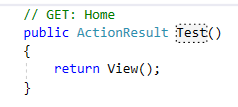 // GET: Home
public ActionResult Test()
{
return View();
}